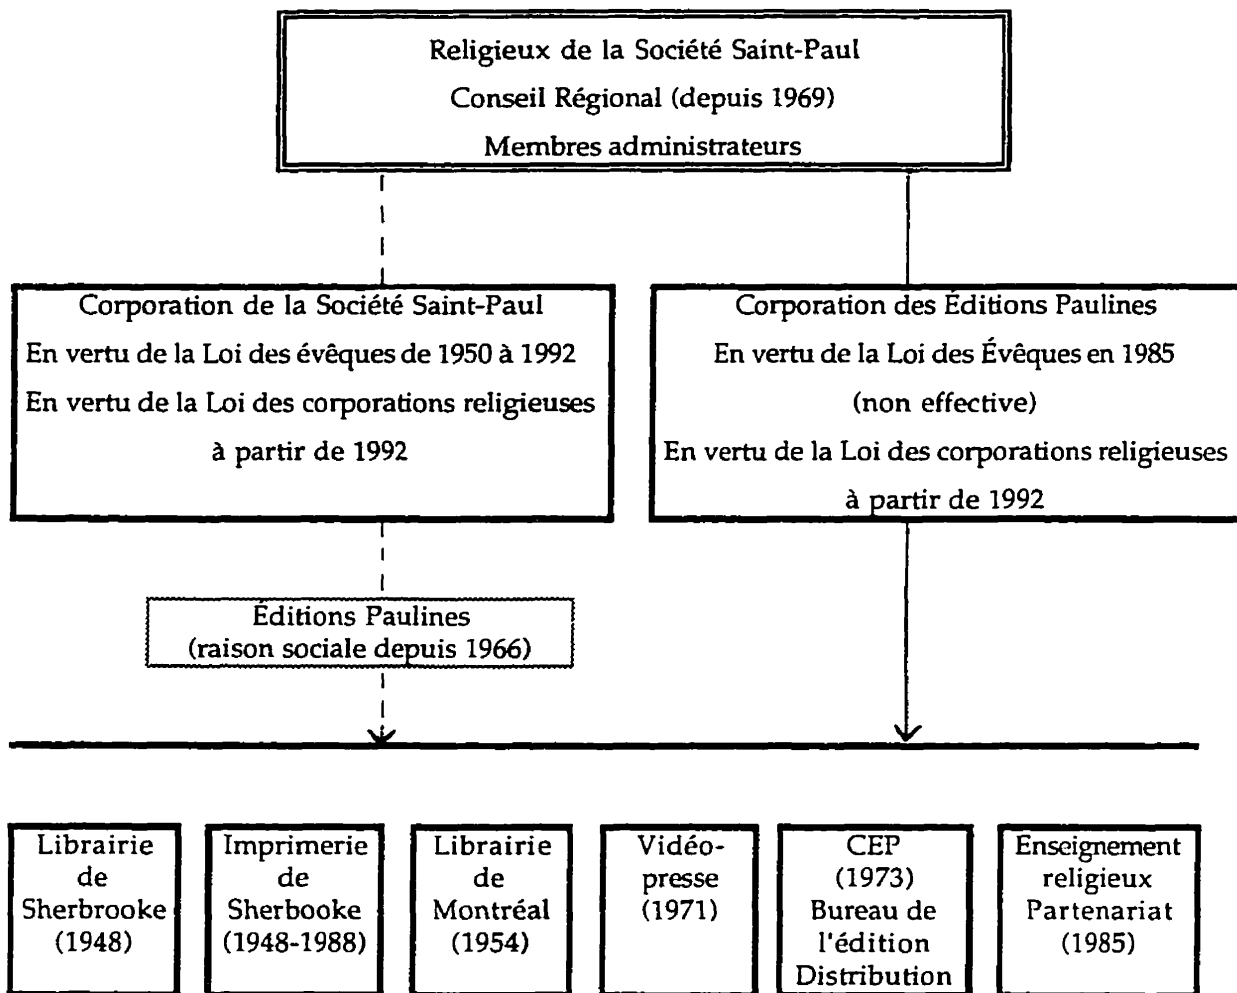 Religieux de la Société Saint-Paul
Conseil Régional (depuis 1969)
Membres administrateurs
Corporation de la Société Saint-Paul
En vertu de la Loi des évêques de 1950 à 1992
En vertu de la Loi des corporations religieuses
à partir de 1992
Corporation des Éditions Paulines
En vertu de la Loi des Évêques en 1985
(non effective)
En vertu de la Loi des corporations religieuses
à partir de 1992
Éditions Paulines
(raison sociale depuis 1966)
Librairie
de
Sherbrooke
(1948)
Imprimerie
de
Sherbooke
(1948-1988)
Librairie
de
Montréal
(1954)
Vidéo-
presse
(1971)
CEP
(1973)
Bureau de
l'édition
Distribution
Enseignement
religieux
Partenariat
(1985)